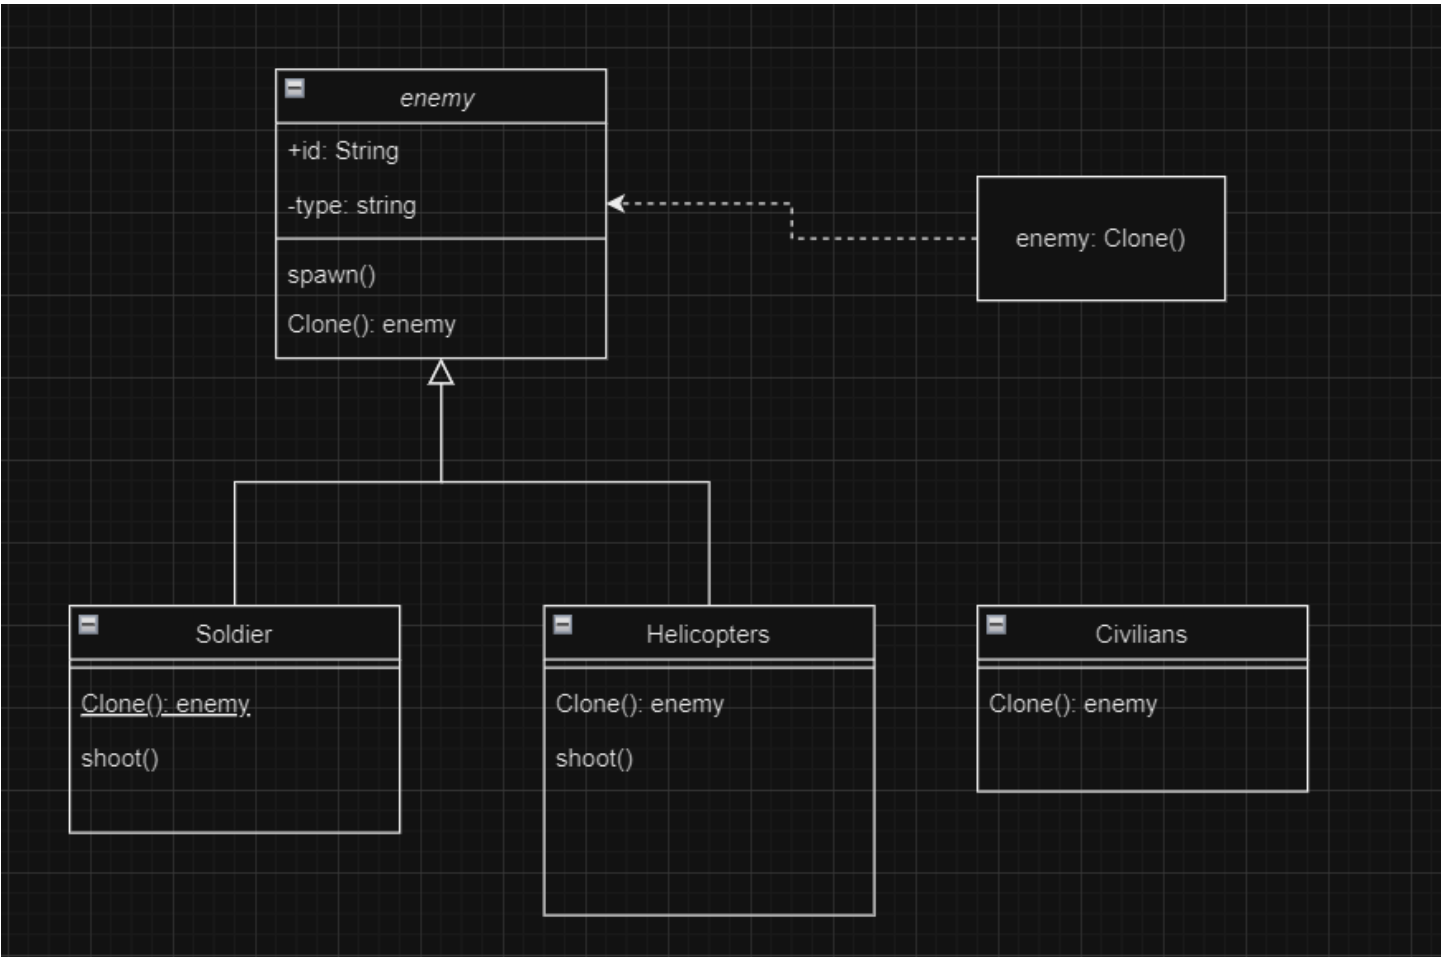 enemy
+id: String
-type: string
spawn()
Clone(): enemy
enemy: Clone()
Soldier
Clone(): enemy
shoot()
Helicopters
Clone(): enemy
shoot()
Civilians
Clone(): enemy